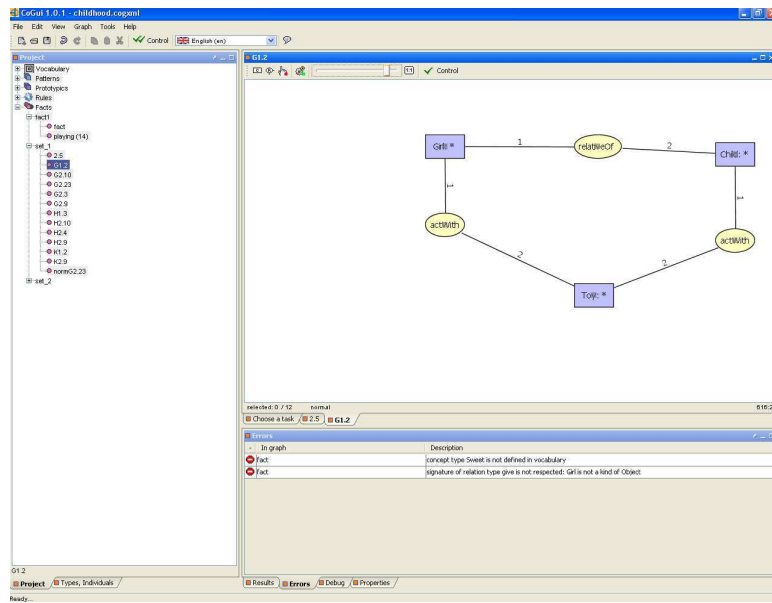 CoGui 1.0.1 - childhood.cogxml
File Edit View Graph Tools Help
Control English (en)
Project
Vocabulary
Patterns
Prototypics
Rules
Facts
fact1
fact
playing (14)
set_1
2.5
G1.2
G2.10
G2.23
G2.3
G2.9
H1.3
H2.10
H2.4
H2.9
K1.2
K2.9
normG2.23
set_2
G1.2
Project Types, Individuals
Ready...
G1.2
1:1 Control
Girl: * 1 relativeOf 2 Child: *
1 1
actWith actWith
2 2
Toy: *
selected: 0 / 12 normal
Choose a task 2.5 G1.2
Errors
In graph Description
fact concept type Sweet is not defined in vocabulary
fact signature of relation type give is not respected: Girl is not a kind of Object
Results Errors Debug Properties